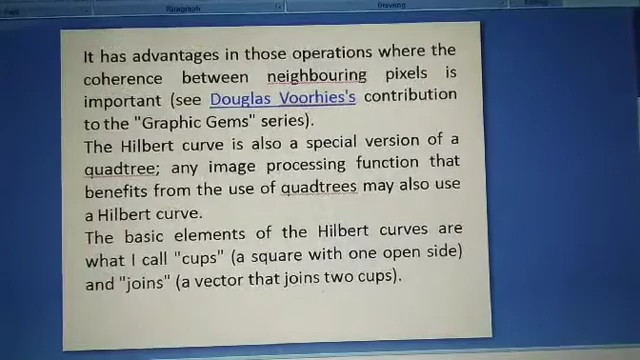 Paragraph
Drawing
Editing
It has advantages in those operations where the
coherence between neighbouring pixels is
important (see Douglas Voorhies's contribution
to the "Graphic Gems" series).
The Hilbert curve is also a special version of a
quadtree; any image processing function that
benefits from the use of quadtrees may also use
a Hilbert curve.
The basic elements of the Hilbert curves are
what I call "cups" (a square with one open side)
and "joins" (a vector that joins two cups).